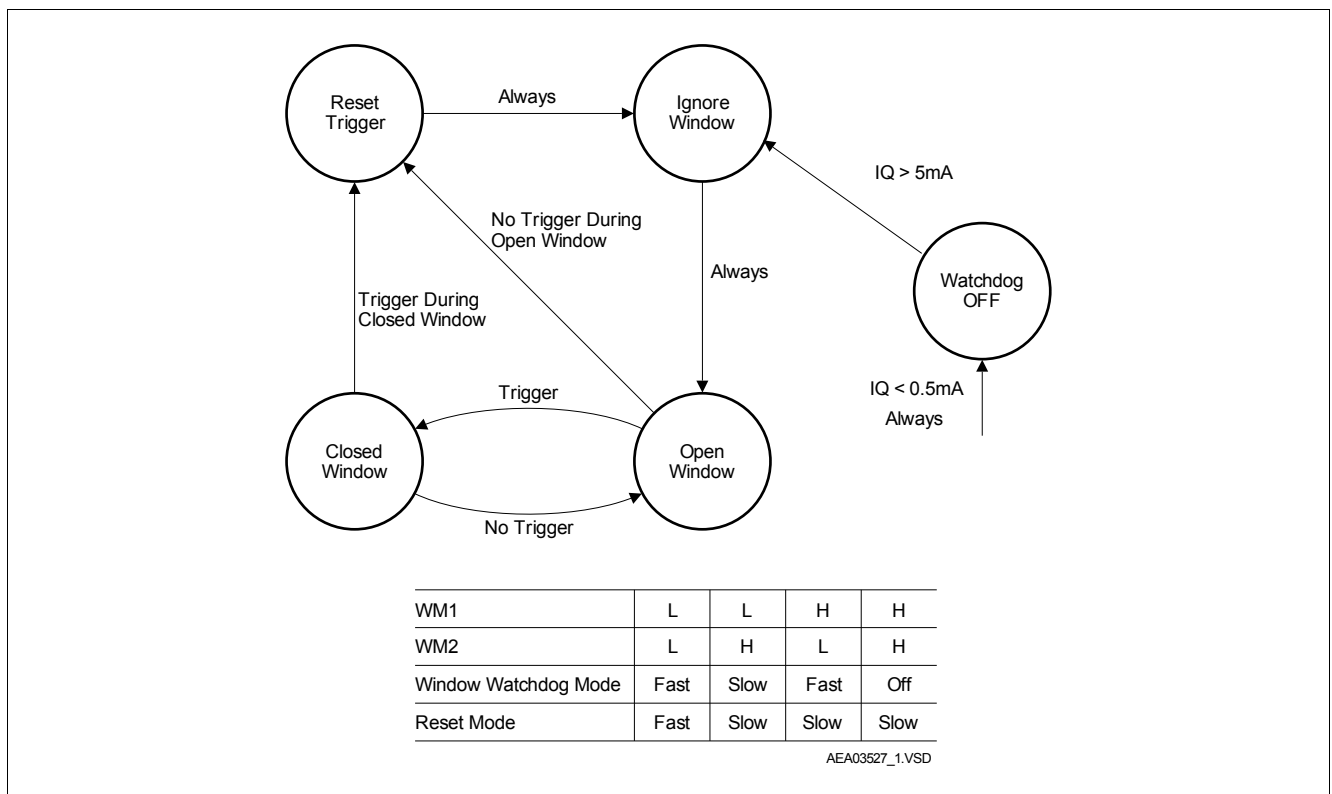 Reset
Trigger
Always
Ignore
Window
IQ > 5mA
No Trigger During
Open Window
Always
Watchdog
OFF
Trigger During
Closed Window
IQ < 0.5mA
Always
Trigger
Closed
Window
Open
Window
No Trigger
WM1 L L H H
WM2 L H L H
Window Watchdog Mode Fast Slow Fast Off
Reset Mode Fast Slow Slow Slow
AEA03527_1.VSD